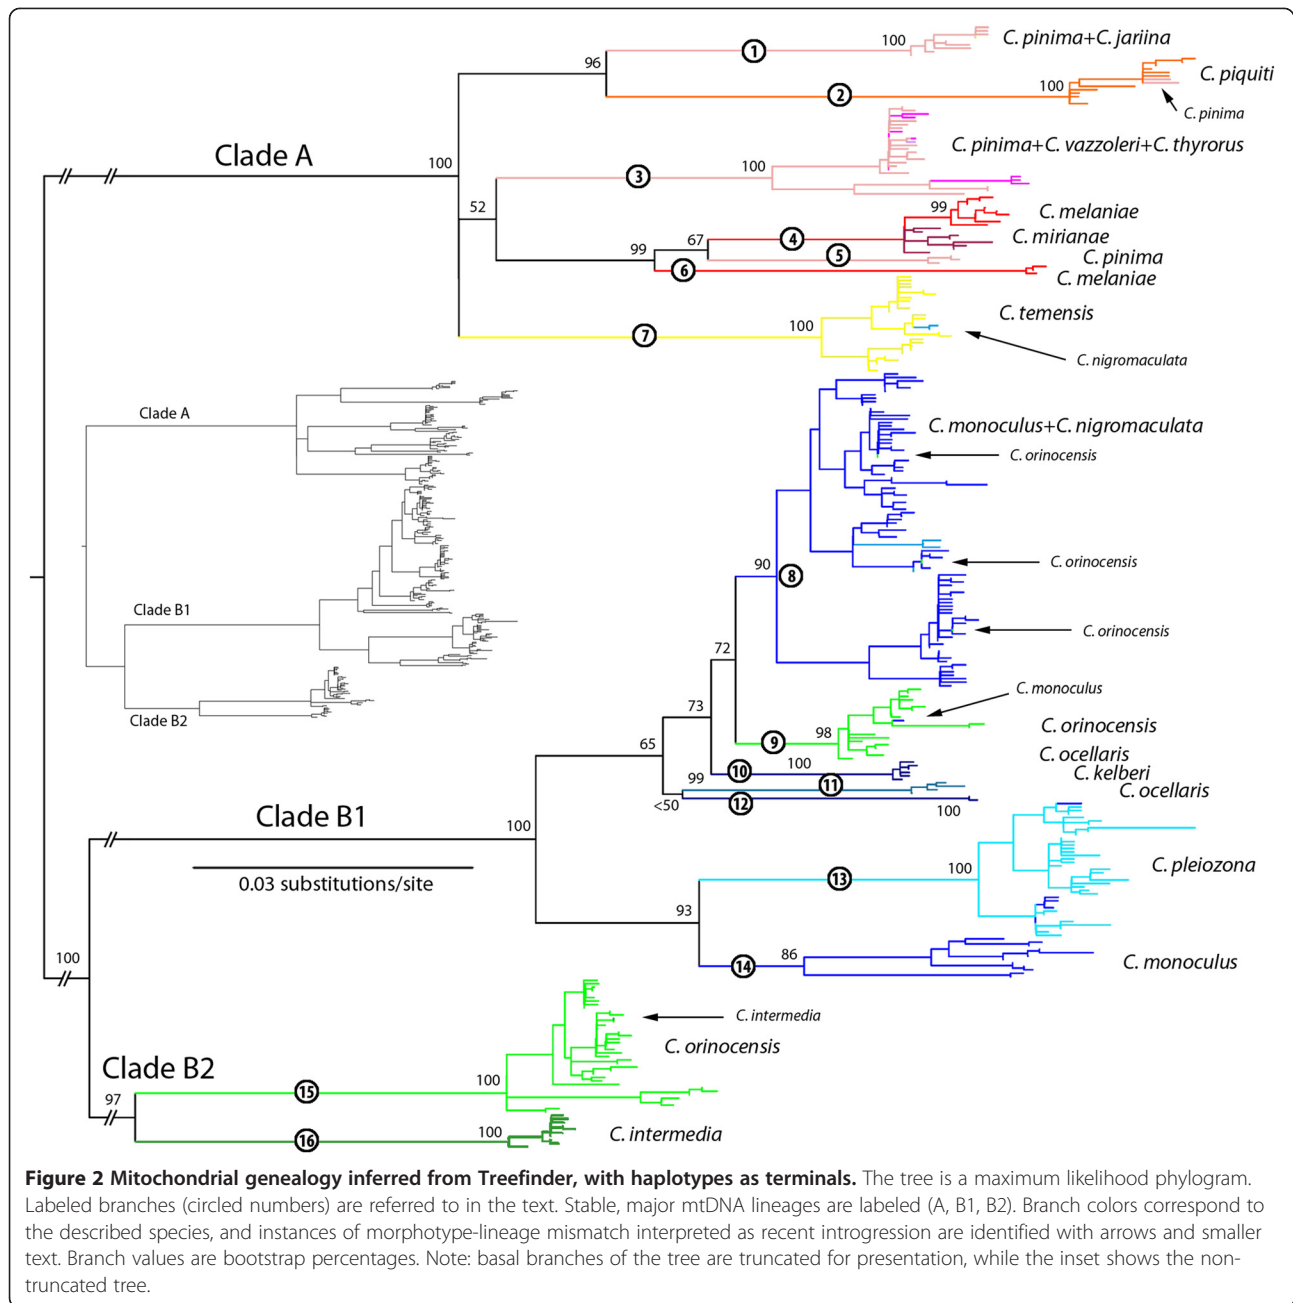 C. pinima+C. jariina
100
1
96
C. piquiti
100
2
C. pinima
C. pinima+C. vazzoleri+C. thyrorus
Clade A
100
100
3
52
99
C. melaniae
C. mirianae
67
4
99
5
C. pinima
6
C. melaniae
C. temensis
100
7
C. nigromaculata
Clade A
C. monoculus+C. nigromaculata
C. orinocensis
90
8
C. orinocensis
Clade B1
C. orinocensis
72
C. monoculus
Clade B2
73
98
C. orinocensis
9
65
C. ocellaris
100
10
C. kelberi
99
11
C. ocellaris
<50
12
100
Clade B1
100
0.03 substitutions/site
13
100
C. pleiozona
93
86
14
C. monoculus
100
C. intermedia
C. orinocensis
Clade B2
100
15
97
100
16
C. intermedia
Figure 2 Mitochondrial genealogy inferred from Treefinder, with haplotypes as terminals. The tree is a maximum likelihood phylogram.
Labeled branches (circled numbers) are referred to in the text. Stable, major mtDNA lineages are labeled (A, B1, B2). Branch colors correspond to
the described species, and instances of morphotype-lineage mismatch interpreted as recent introgression are identified with arrows and smaller
text. Branch values are bootstrap percentages. Note: basal branches of the tree are truncated for presentation, while the inset shows the non-
truncated tree.